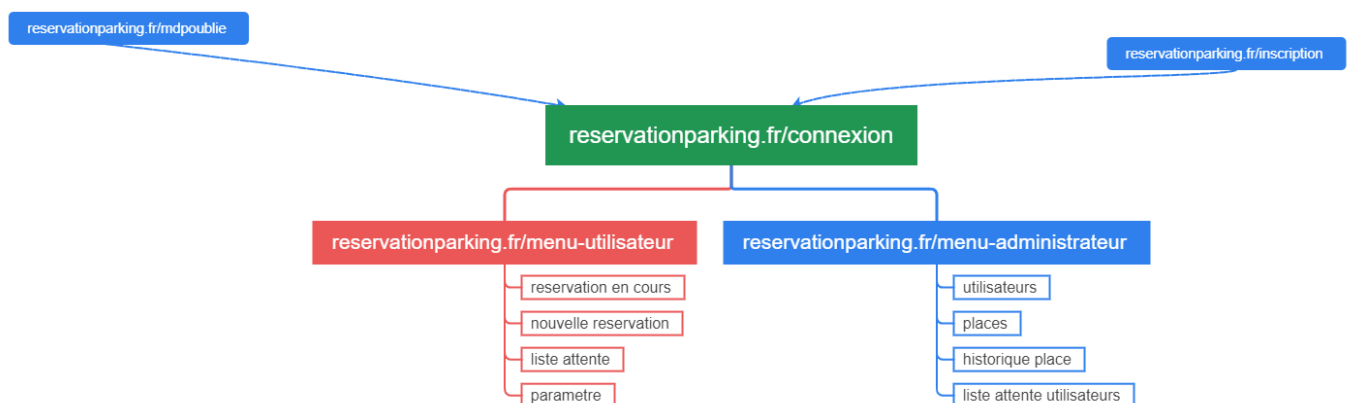 reservationparking.fr/mdpoublie
reservationparking.fr/inscription
reservationparking.fr/connexion
reservationparking.fr/menu-utilisateur
reservation en cours
nouvelle reservation
liste attente
parametre
reservationparking.fr/menu-administrateur
utilisateurs
places
historique place
liste attente utilisateurs